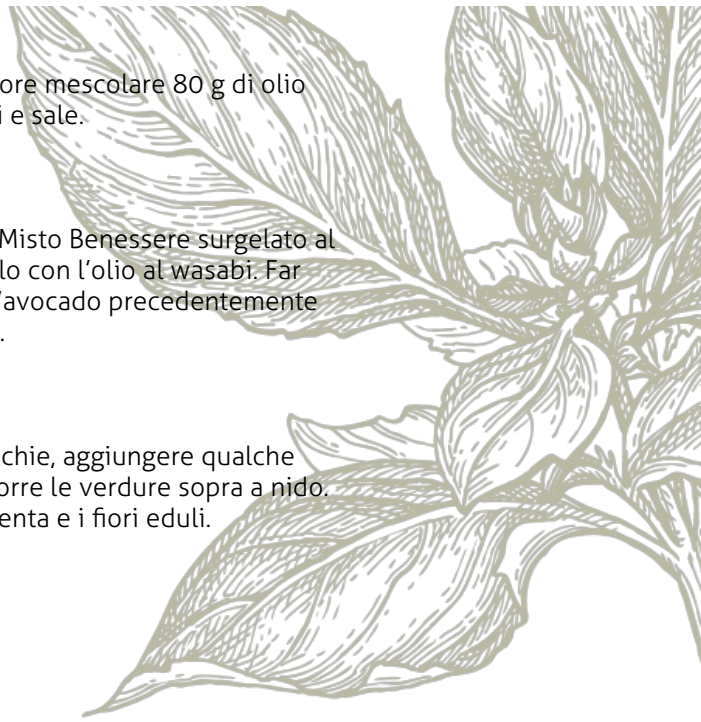 ore mescolare 80 g di olio
i e sale.
Misto Benessere surgelato al
lo con l’olio al wasabi. Far
’avocado precedentemente
.
chie, aggiungere qualche
orre le verdure sopra a nido.
enta e i fiori eduli.